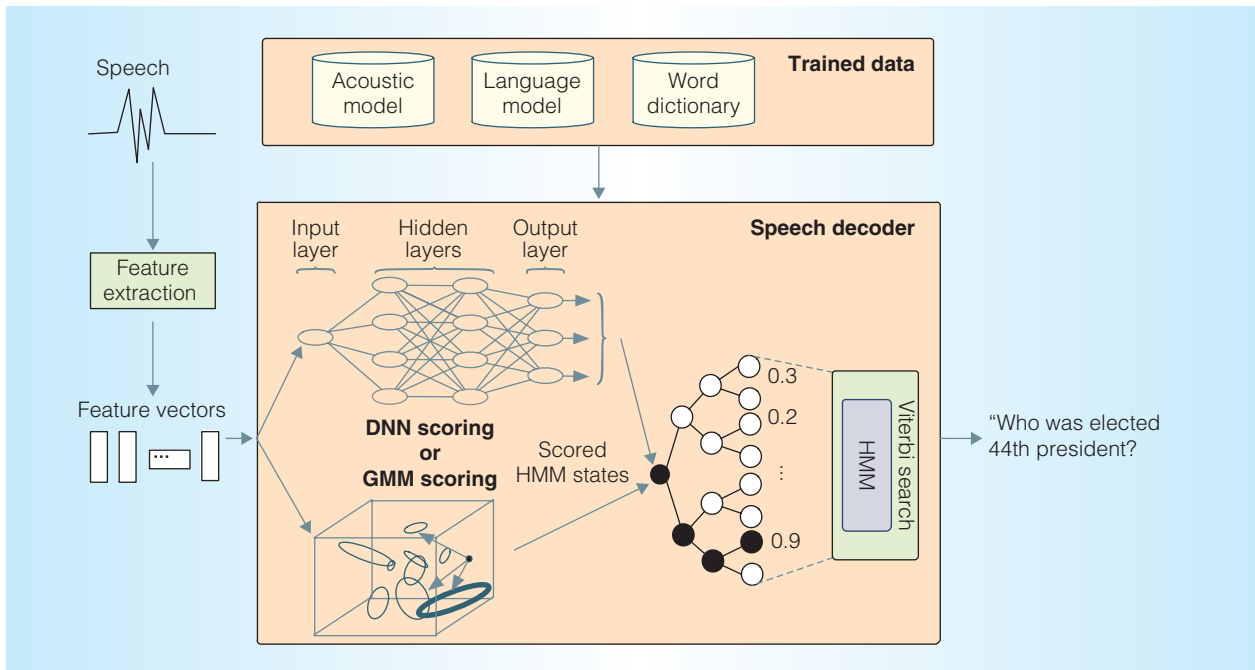 Speech
Trained data
Acoustic
model
Language
model
Word
dictionary
Feature
extraction
Feature vectors
...
Speech decoder
Input
layer
Hidden
layers
Output
layer
DNN scoring
or
GMM scoring
Scored
HMM states
0.3
0.2
...
0.9
Viterbi search
HMM
“Who was elected
44th president?